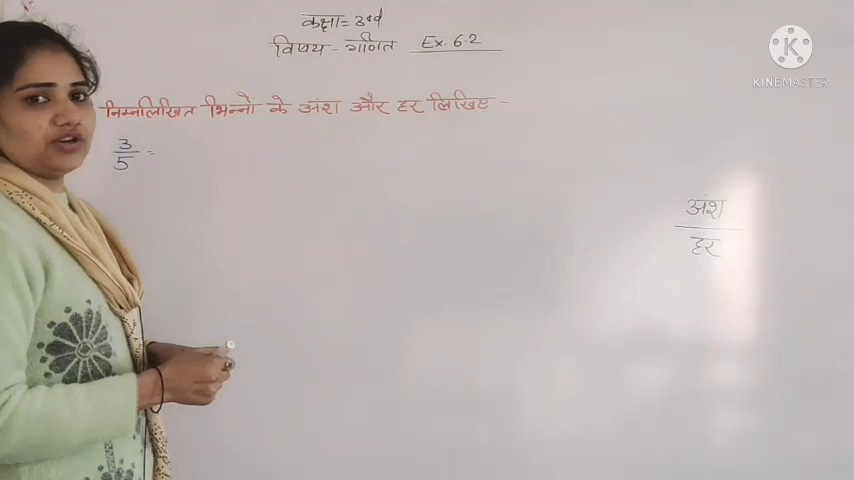 कक्षा = 3rd
विषय - गणित Ex. 6.2
निम्नलिखित भिन्नों के अंश और हर लिखिए -
3
5 =
अंश
हर
KINEMASTER